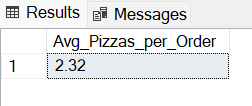 Results Messages
Avg_Pizzas_per_Order
1 2.32